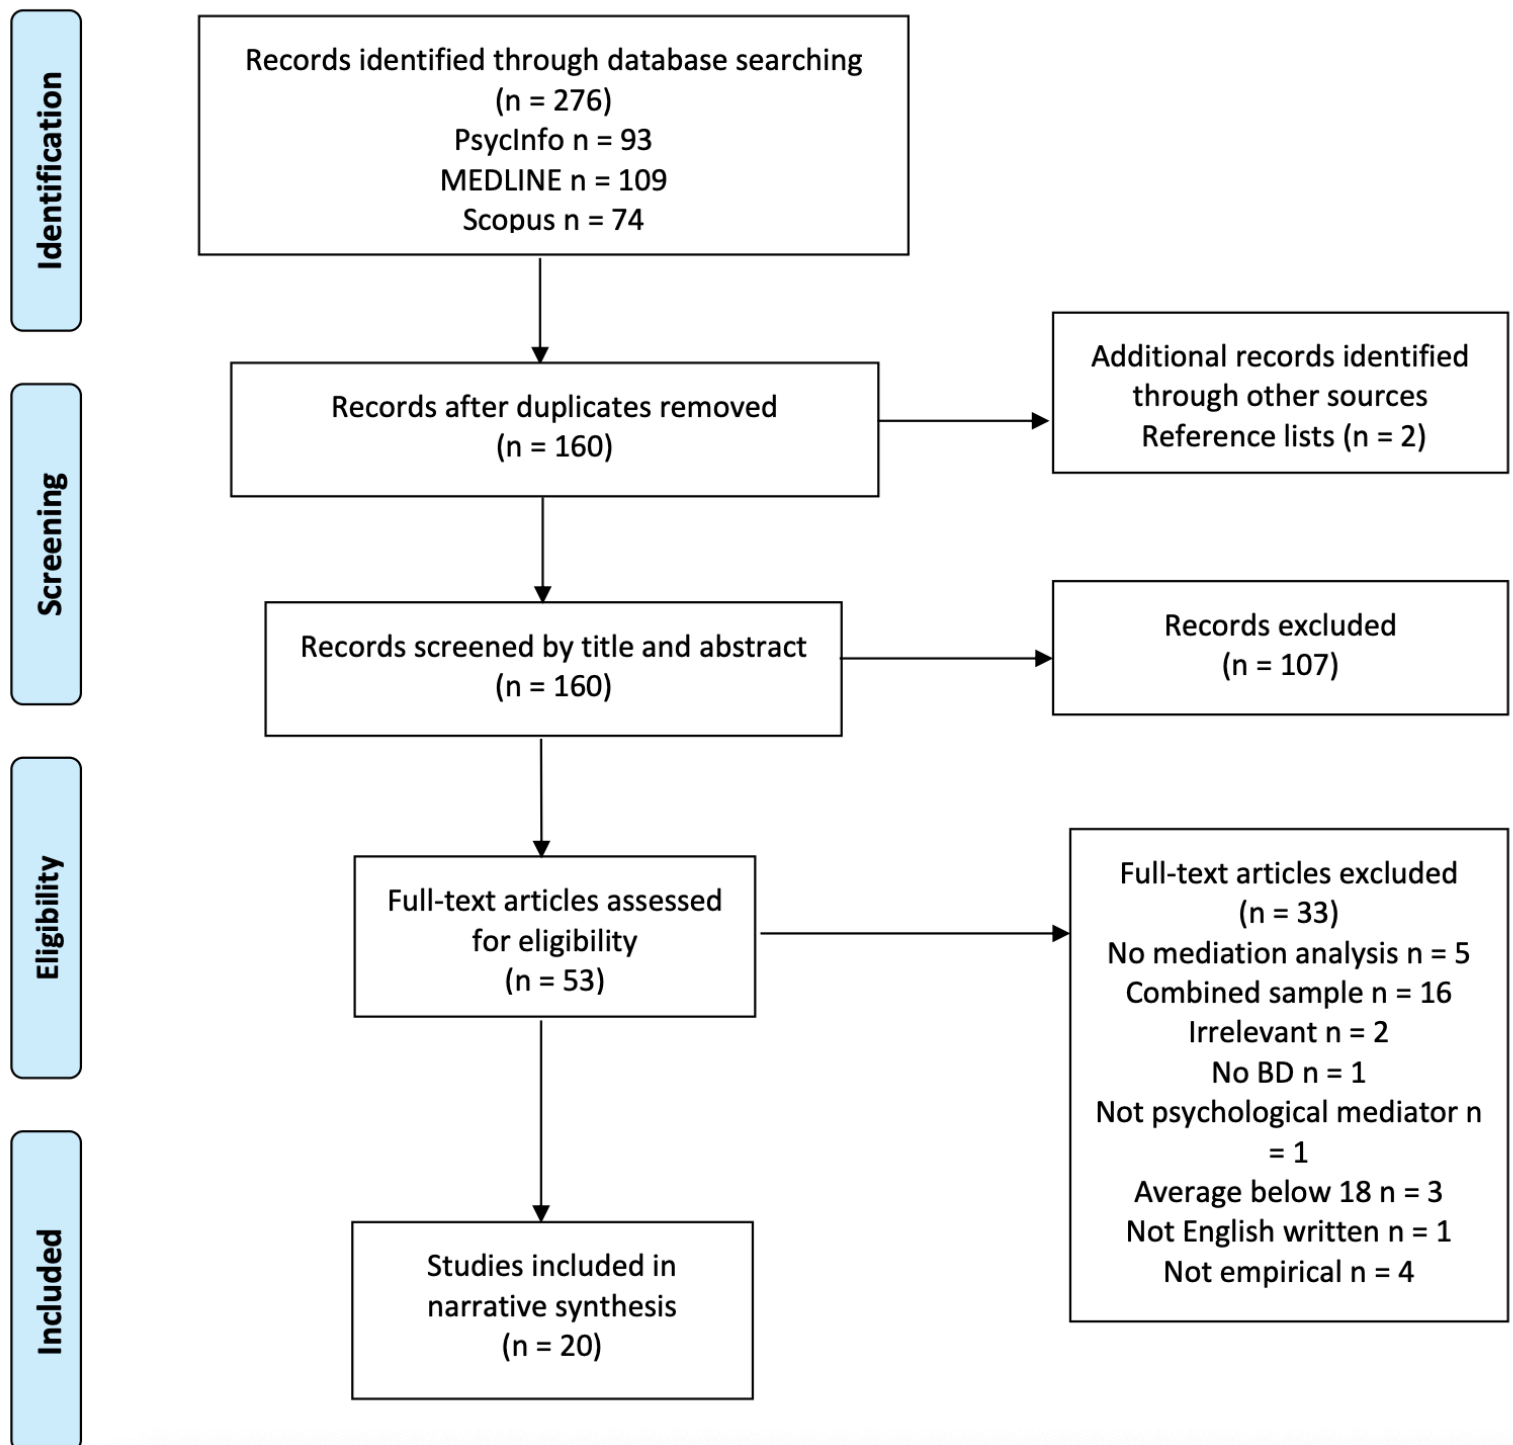 Identification
Records identified through database searching
(n = 276)
PsycInfo n = 93
MEDLINE n = 109
Scopus n = 74
Records after duplicates removed
(n = 160)
Additional records identified
through other sources
Reference lists (n = 2)
Screening
Records screened by title and abstract
(n = 160)
Records excluded
(n = 107)
Eligibility
Full-text articles assessed
for eligibility
(n = 53)
Full-text articles excluded
(n = 33)
No mediation analysis n = 5
Combined sample n = 16
Irrelevant n = 2
No BD n = 1
Not psychological mediator n
= 1
Average below 18 n = 3
Not English written n = 1
Not empirical n = 4
Included
Studies included in
narrative synthesis
(n = 20)